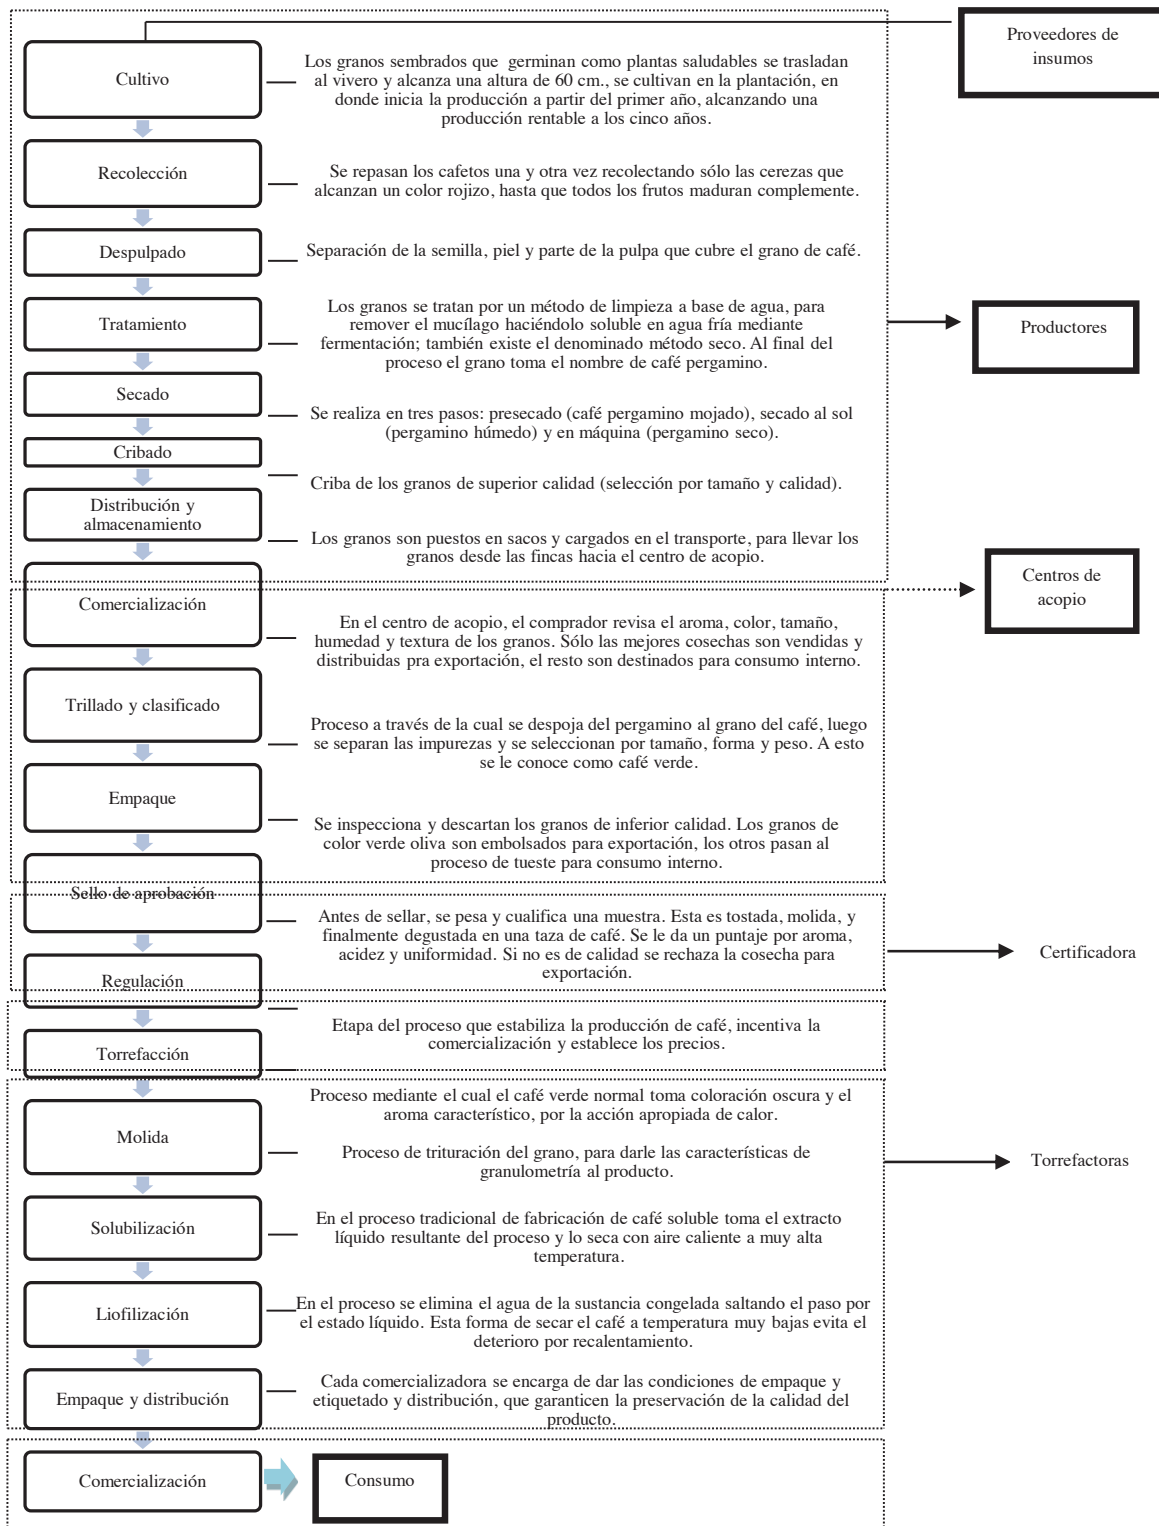 Proveedores de
insumos
Cultivo
Los granos sembrados que germinan como plantas saludables se trasladan
al vivero y alcanza una altura de 60 cm., se cultivan en la plantación, en
donde inicia la producción a partir del primer año, alcanzando una
producción rentable a los cinco años.
Recolección
Se repasan los cafetos una y otra vez recolectando sólo las cerezas que
alcanzan un color rojizo, hasta que todos los frutos maduran complemente.
Despulpado
Separación de la semilla, piel y parte de la pulpa que cubre el grano de café.
Tratamiento
Los granos se tratan por un método de limpieza a base de agua, para
remover el mucílago haciéndolo soluble en agua fría mediante
fermentación; también existe el denominado método seco. Al final del
proceso el grano toma el nombre de café pergamino.
Productores
Secado
Se realiza en tres pasos: presecado (café pergamino mojado), secado al sol
(pergamino húmedo) y en máquina (pergamino seco).
Cribado
Criba de los granos de superior calidad (selección por tamaño y calidad).
Distribución y
almacenamiento
Los granos son puestos en sacos y cargados en el transporte, para llevar los
granos desde las fincas hacia el centro de acopio.
Centros de
acopio
Comercialización
En el centro de acopio, el comprador revisa el aroma, color, tamaño,
humedad y textura de los granos. Sólo las mejores cosechas son vendidas y
distribuidas pra exportación, el resto son destinados para consumo interno.
Trillado y clasificado
Proceso a través de la cual se despoja del pergamino al grano del café, luego
se separan las impurezas y se seleccionan por tamaño, forma y peso. A esto
se le conoce como café verde.
Empaque
Se inspecciona y descartan los granos de inferior calidad. Los granos de
color verde oliva son embolsados para exportación, los otros pasan al
proceso de tueste para consumo interno.
Sello de aprobación
Antes de sellar, se pesa y cualifica una muestra. Esta es tostada, molida, y
finalmente degustada en una taza de café. Se le da un puntaje por aroma,
acidez y uniformidad. Si no es de calidad se rechaza la cosecha para
exportación.
Certificadora
Regulación
Etapa del proceso que estabiliza la producción de café, incentiva la
comercialización y establece los precios.
Torrefacción
Proceso mediante el cual el café verde normal toma coloración oscura y el
aroma característico, por la acción apropiada de calor.
Molida
Proceso de trituración del grano, para darle las características de
granulometría al producto.
Torrefactoras
Solubilización
En el proceso tradicional de fabricación de café soluble toma el extracto
líquido resultante del proceso y lo seca con aire caliente a muy alta
temperatura.
Liofilización
En el proceso se elimina el agua de la sustancia congelada saltando el paso por
el estado líquido. Esta forma de secar el café a temperatura muy bajas evita el
deterioro por recalentamiento.
Empaque y distribución
Cada comercializadora se encarga de dar las condiciones de empaque y
etiquetado y distribución, que garanticen la preservación de la calidad del
producto.
Comercialización
Consumo